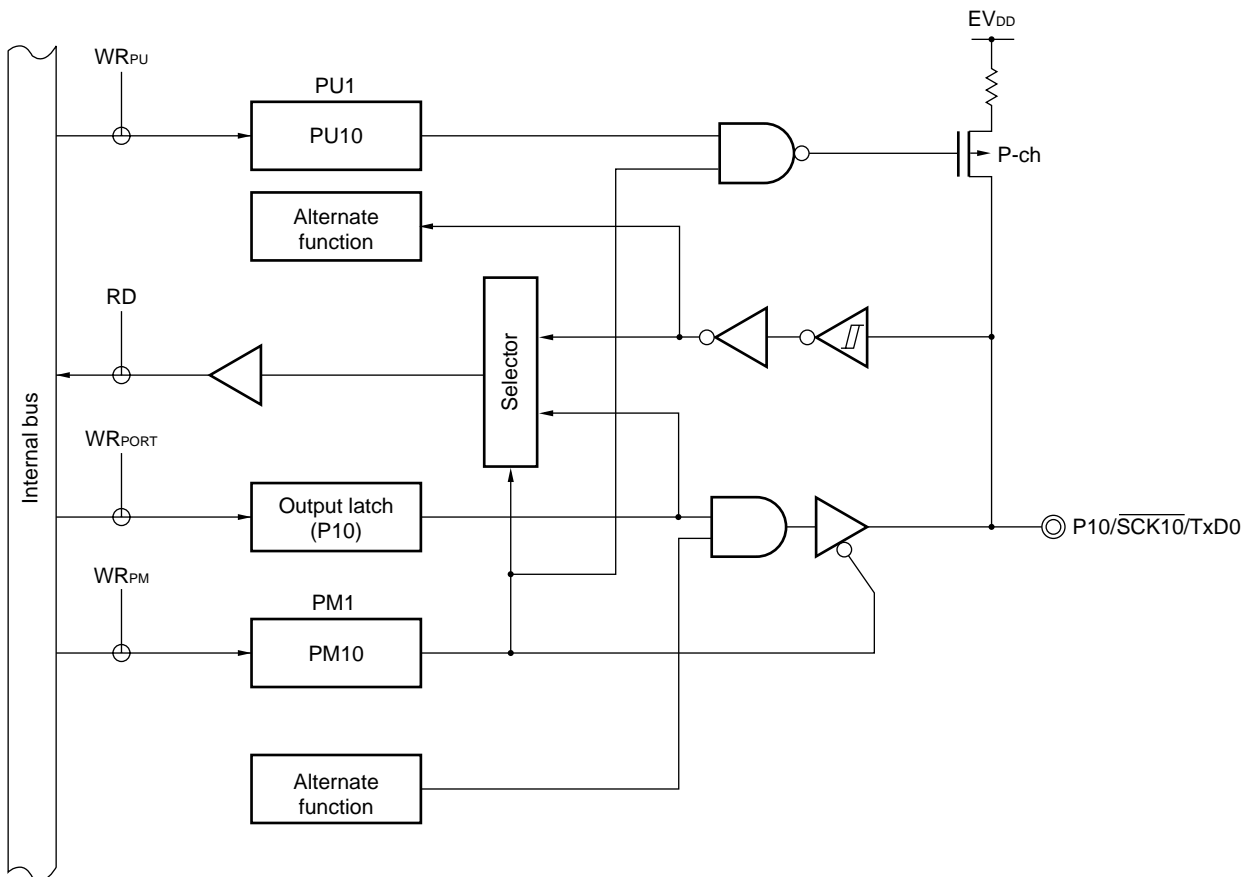 EVDD
WRPU
PU1
PU10
P-ch
Alternate
function
RD
Selector
Internal bus
WRPORT
Output latch
(P10)
P10/SCK10/TxD0
WRPM
PM1
PM10
Alternate
function